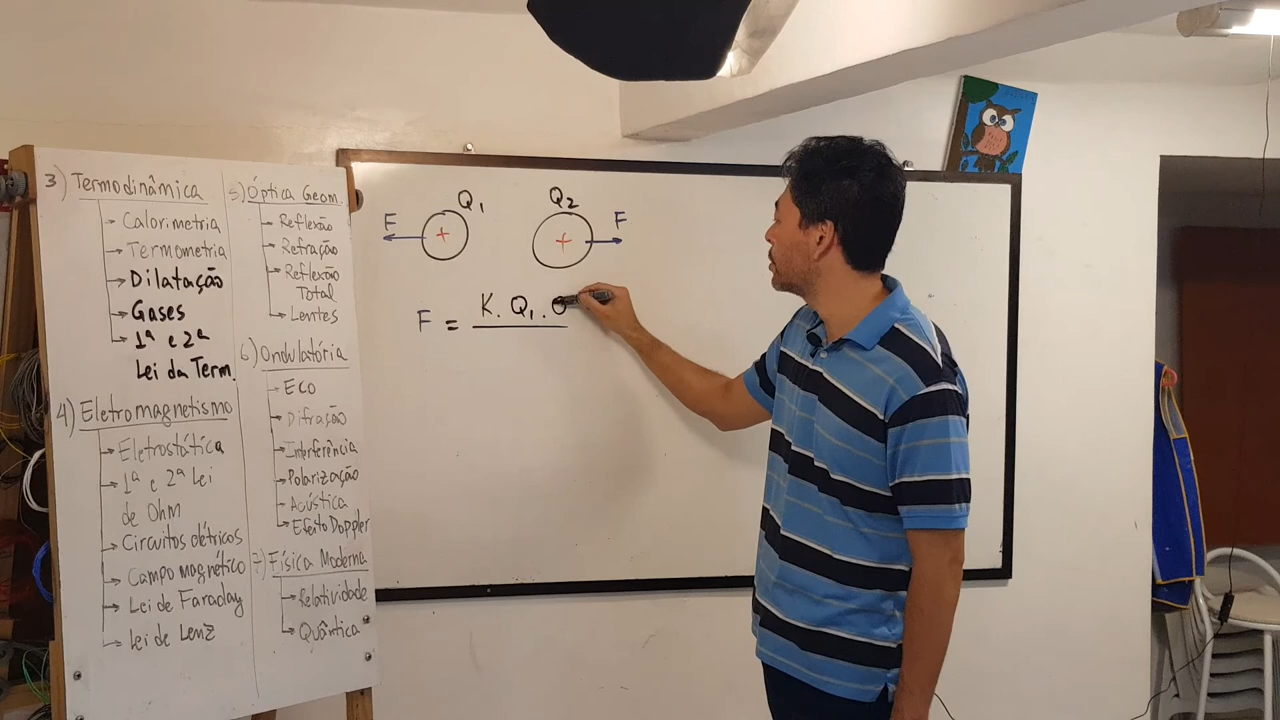 3) Termodinâmica
Calorimetria
Termometria
Dilatação
Gases
1ª e 2ª
Lei da Term.
4) Eletromagnetismo
Eletrostática
1ª e 2ª Lei
de Ohm
Circuitos elétricos
Campo magnético
Lei de Faraday
Lei de Lenz
5) Óptica Geom.
Reflexão
Refração
Reflexão
Total
Lentes
6) Ondulatória
Eco
Difração
Interferência
Polarização
Acústica
Efeito Doppler
7) Física Moderna
Relatividade
Quântica
Q1 Q2
F + + F
F = K. Q1 .